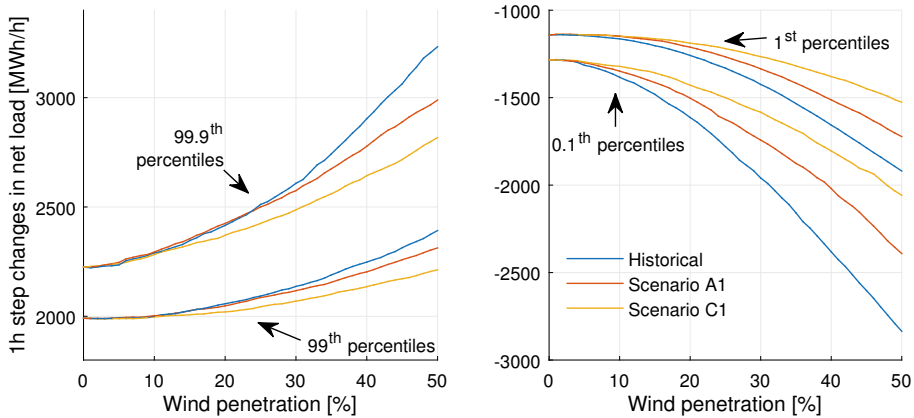 1h step changes in net load [MWh/h]
3000
2500
2000
99.9th
percentiles
99th percentiles
0 10 20 30 40 50
Wind penetration [%]
-1000
-1500
-2000
-2500
-3000
1st percentiles
0.1th percentiles
Historical
Scenario A1
Scenario C1
0 10 20 30 40 50
Wind penetration [%]